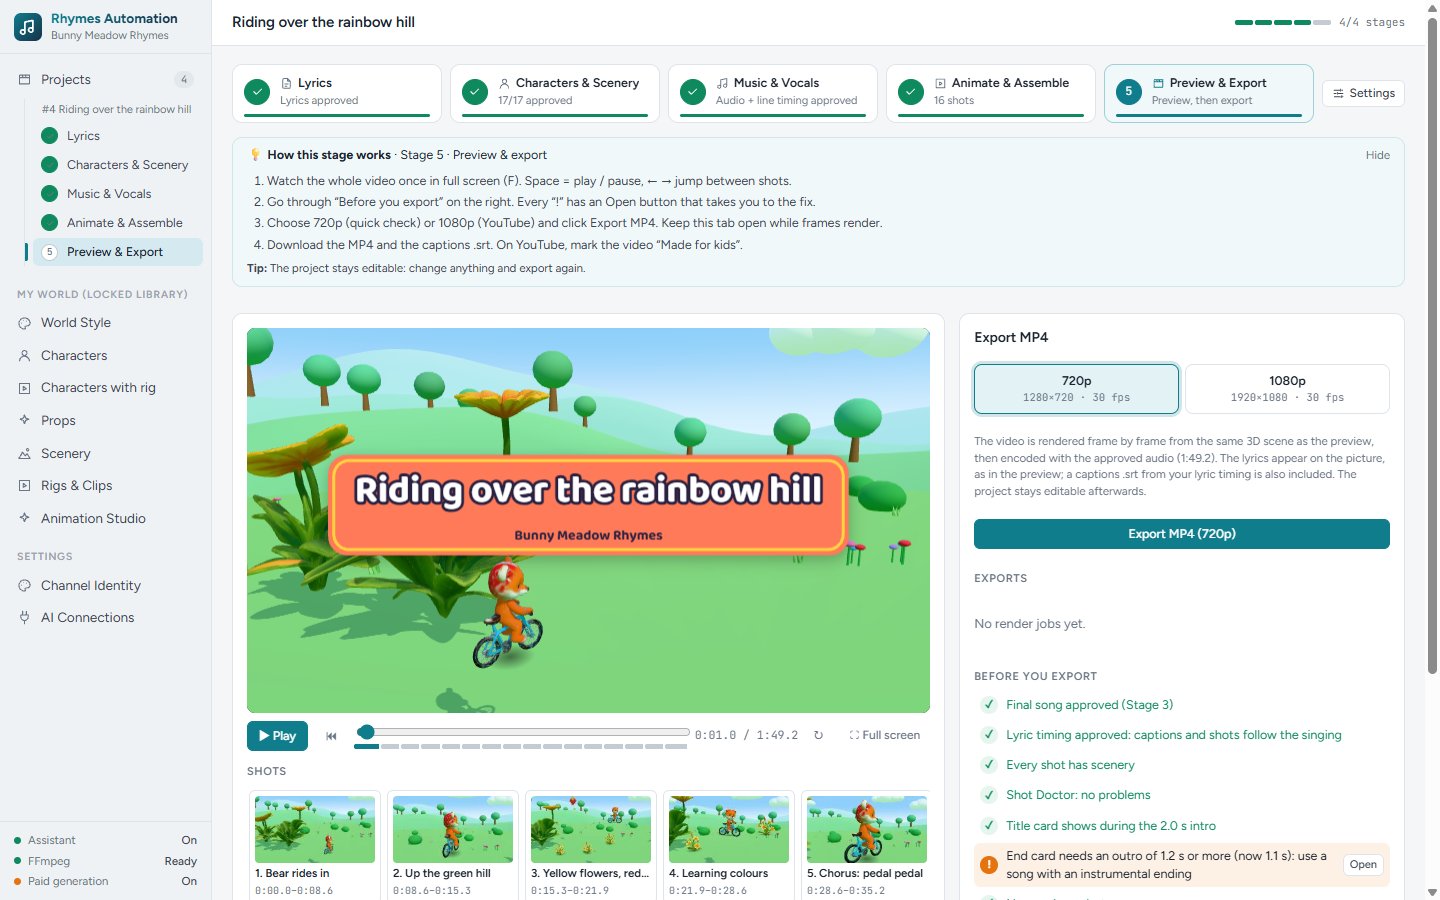 Rhymes Automation
Bunny Meadow Rhymes
Projects 4
#4 Riding over the rainbow hill
Lyrics
Characters & Scenery
Music & Vocals
Animate & Assemble
5 Preview & Export
MY WORLD (LOCKED LIBRARY)
World Style
Characters
Characters with rig
Props
Scenery
Rigs & Clips
Animation Studio
SETTINGS
Channel Identity
AI Connections
Assistant On
FFmpeg Ready
Paid generation On
Riding over the rainbow hill
4/4 stages
Lyrics
Lyrics approved
Characters & Scenery
17/17 approved
Music & Vocals
Audio + line timing approved
Animate & Assemble
16 shots
5 Preview & Export
Preview, then export
Settings
How this stage works · Stage 5 · Preview & export
Hide
1. Watch the whole video once in full screen (F). Space = play / pause, ← → jump between shots.
2. Go through “Before you export” on the right. Every “!” has an Open button that takes you to the fix.
3. Choose 720p (quick check) or 1080p (YouTube) and click Export MP4. Keep this tab open while frames render.
4. Download the MP4 and the captions .srt. On YouTube, mark the video “Made for kids”.
Tip: The project stays editable: change anything and export again.
Riding over the rainbow hill
Bunny Meadow Rhymes
Play
0:01.0 / 1:49.2
Full screen
SHOTS
1. Bear rides in
0:00.0–0:08.6
2. Up the green hill
0:08.6–0:15.3
3. Yellow flowers, red...
0:15.3–0:21.9
4. Learning colours
0:21.9–0:28.6
5. Chorus: pedal pedal
0:28.6–0:35.2
Export MP4
720p
1280×720 · 30 fps
1080p
1920×1080 · 30 fps
The video is rendered frame by frame from the same 3D scene as the preview,
then encoded with the approved audio (1:49.2). The lyrics appear on the picture,
as in the preview; a captions .srt from your lyric timing is also included. The
project stays editable afterwards.
Export MP4 (720p)
EXPORTS
No render jobs yet.
BEFORE YOU EXPORT
Final song approved (Stage 3)
Lyric timing approved: captions and shots follow the singing
Every shot has scenery
Shot Doctor: no problems
Title card shows during the 2.0 s intro
! End card needs an outro of 1.2 s or more (now 1.1 s): use a
song with an instrumental ending
Open